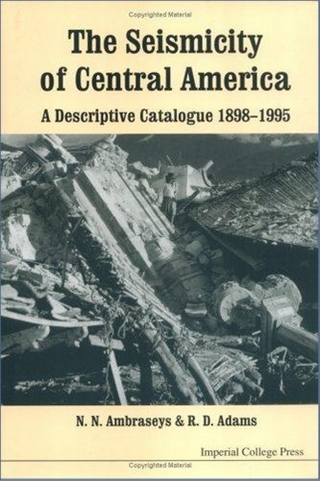 Copyrighted Material
The Seismicity
of Central America
A Descriptive Catalogue 1898–1995
N. N. Ambraseys & R. D. Adams
Imperial College Press
Copyrighted Material